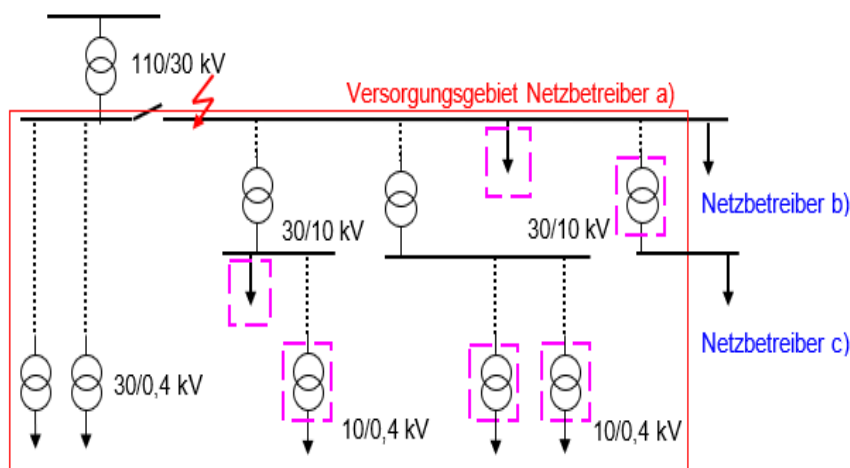 110/30 kV
Versorgungsgebiet Netzbetreiber a)
Netzbetreiber b)
30/10 kV
30/10 kV
Netzbetreiber c)
30/0,4 kV
10/0,4 kV
10/0,4 kV